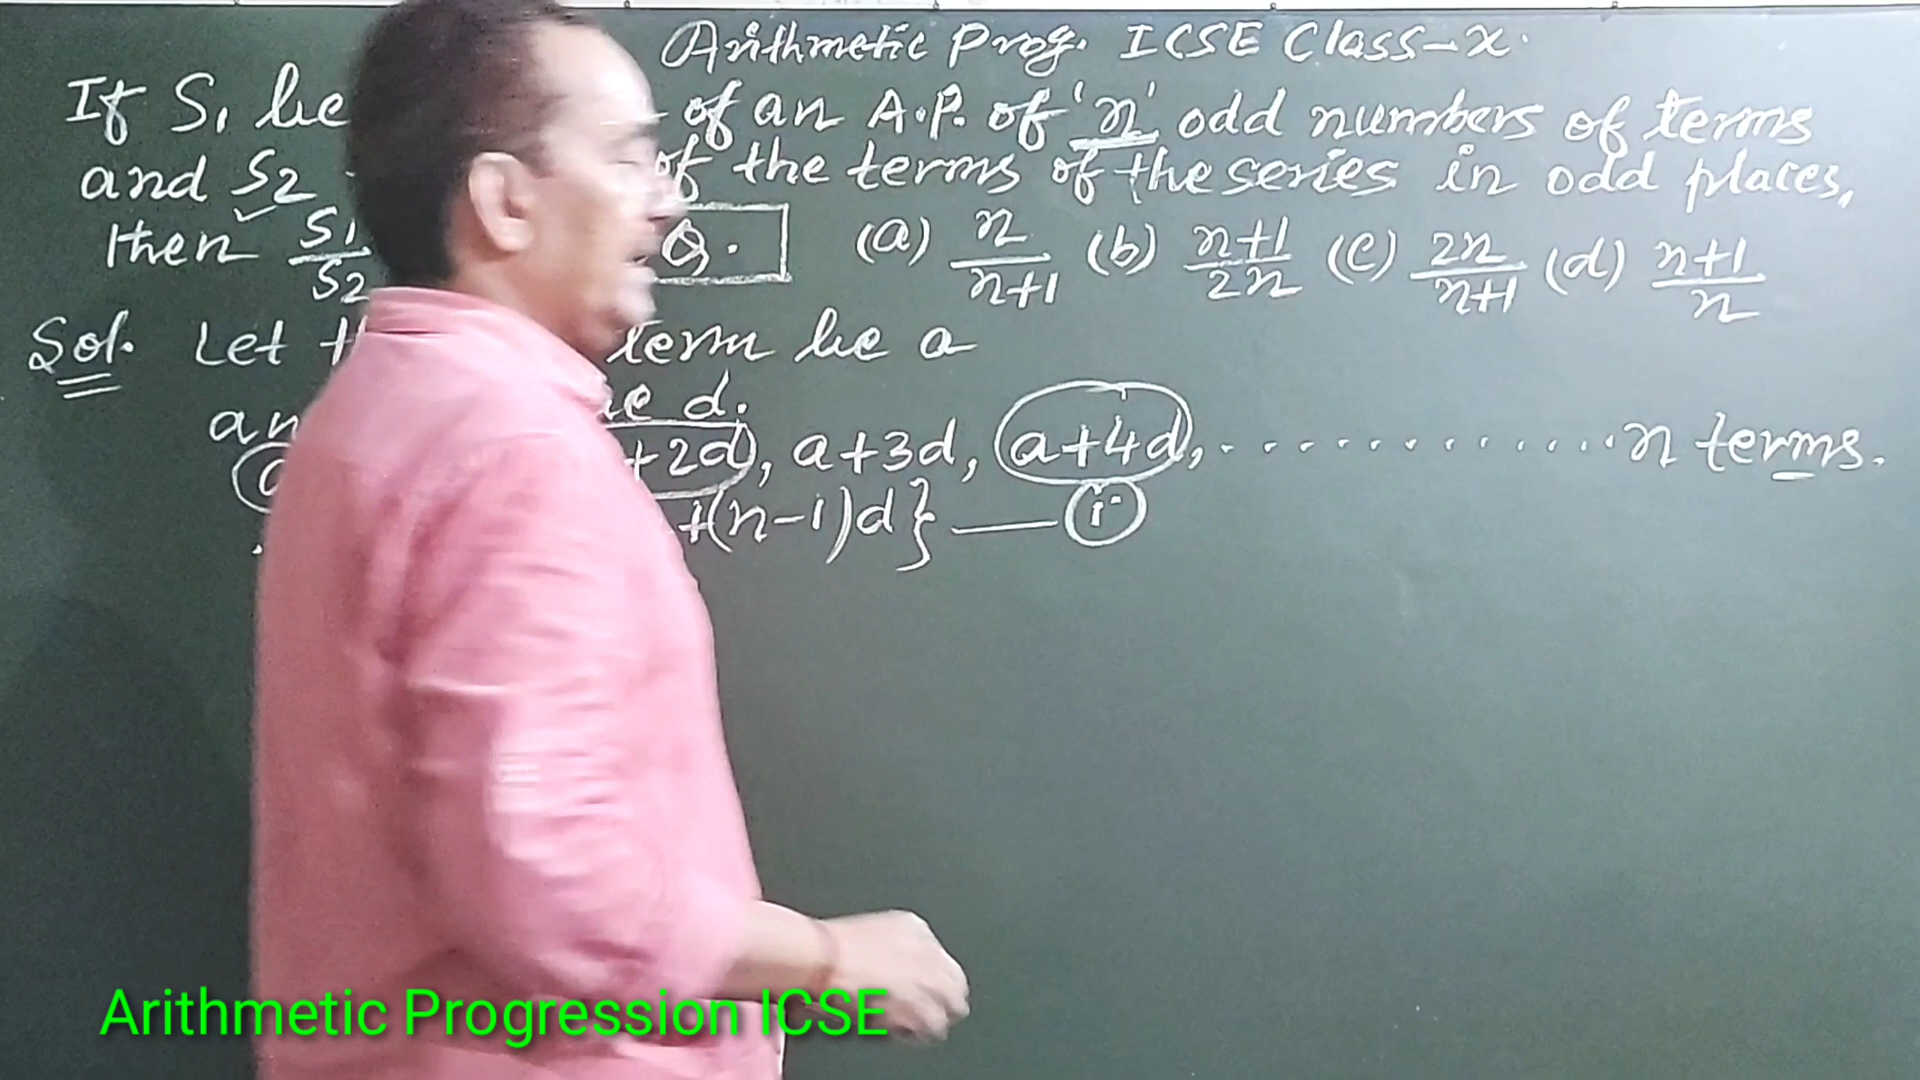 Arithmetic Prog. ICSE Class-X.
If S1 be of an A.P. of 'n' odd numbers of terms
and S2 of the terms of the series in odd places,
then S1/S2 Q. (a) n/n+1 (b) n+1/2n (c) 2n/n+1 (d) n+1/n
Sol. Let term be a
d.
+2d, a+3d, a+4d, .............. n terms.
+(n-1)d} — (i)
Arithmetic Progression ICSE